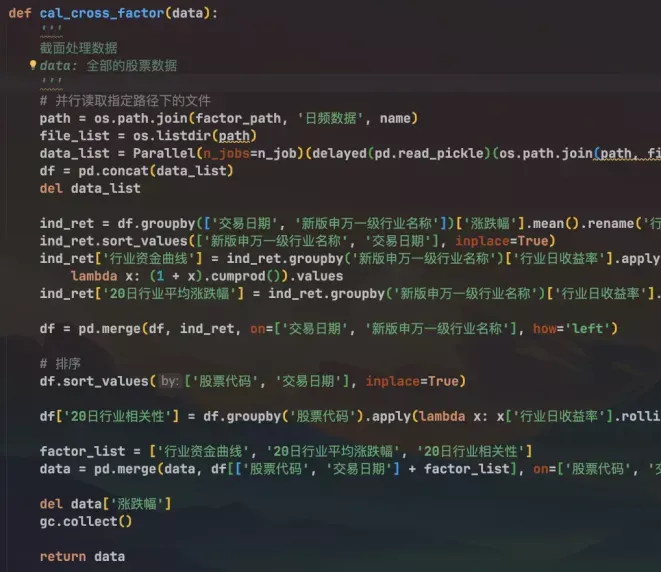 def cal_cross_factor(data):
    '''
    截面处理数据
    data: 全部的股票数据
    '''
    # 并行读取指定路径下的文件
    path = os.path.join(factor_path, '日频数据', name)
    file_list = os.listdir(path)
    data_list = Parallel(n_jobs=n_job)(delayed(pd.read_pickle)(os.path.join(path, fi
    df = pd.concat(data_list)
    del data_list

    ind_ret = df.groupby(['交易日期', '新版申万一级行业名称'])['涨跌幅'].mean().rename('行
    ind_ret.sort_values(['新版申万一级行业名称', '交易日期'], inplace=True)
    ind_ret['行业资金曲线'] = ind_ret.groupby('新版申万一级行业名称')['行业日收益率'].apply
        lambda x: (1 + x).cumprod()).values
    ind_ret['20日行业平均涨跌幅'] = ind_ret.groupby('新版申万一级行业名称')['行业日收益率'].

    df = pd.merge(df, ind_ret, on=['交易日期', '新版申万一级行业名称'], how='left')

    # 排序
    df.sort_values( by: ['股票代码', '交易日期'], inplace=True)

    df['20日行业相关性'] = df.groupby('股票代码').apply(lambda x: x['行业日收益率'].rolli

    factor_list = ['行业资金曲线', '20日行业平均涨跌幅', '20日行业相关性']
    data = pd.merge(data, df[['股票代码', '交易日期'] + factor_list], on=['股票代码', '交

    del data['涨跌幅']
    gc.collect()

    return data